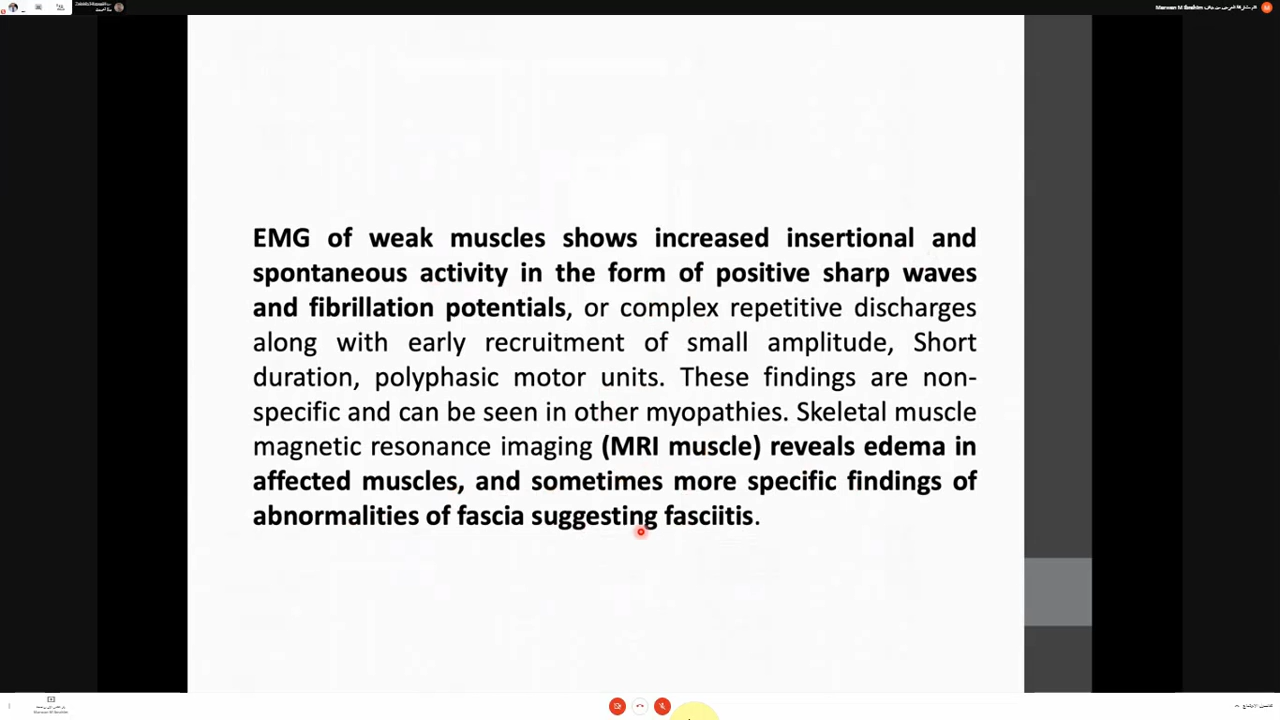 Marwan M Ibrahim
EMG of weak muscles shows increased insertional and
spontaneous activity in the form of positive sharp waves
and fibrillation potentials, or complex repetitive discharges
along with early recruitment of small amplitude, Short
duration, polyphasic motor units. These findings are non-
specific and can be seen in other myopathies. Skeletal muscle
magnetic resonance imaging (MRI muscle) reveals edema in
affected muscles, and sometimes more specific findings of
abnormalities of fascia suggesting fasciitis.